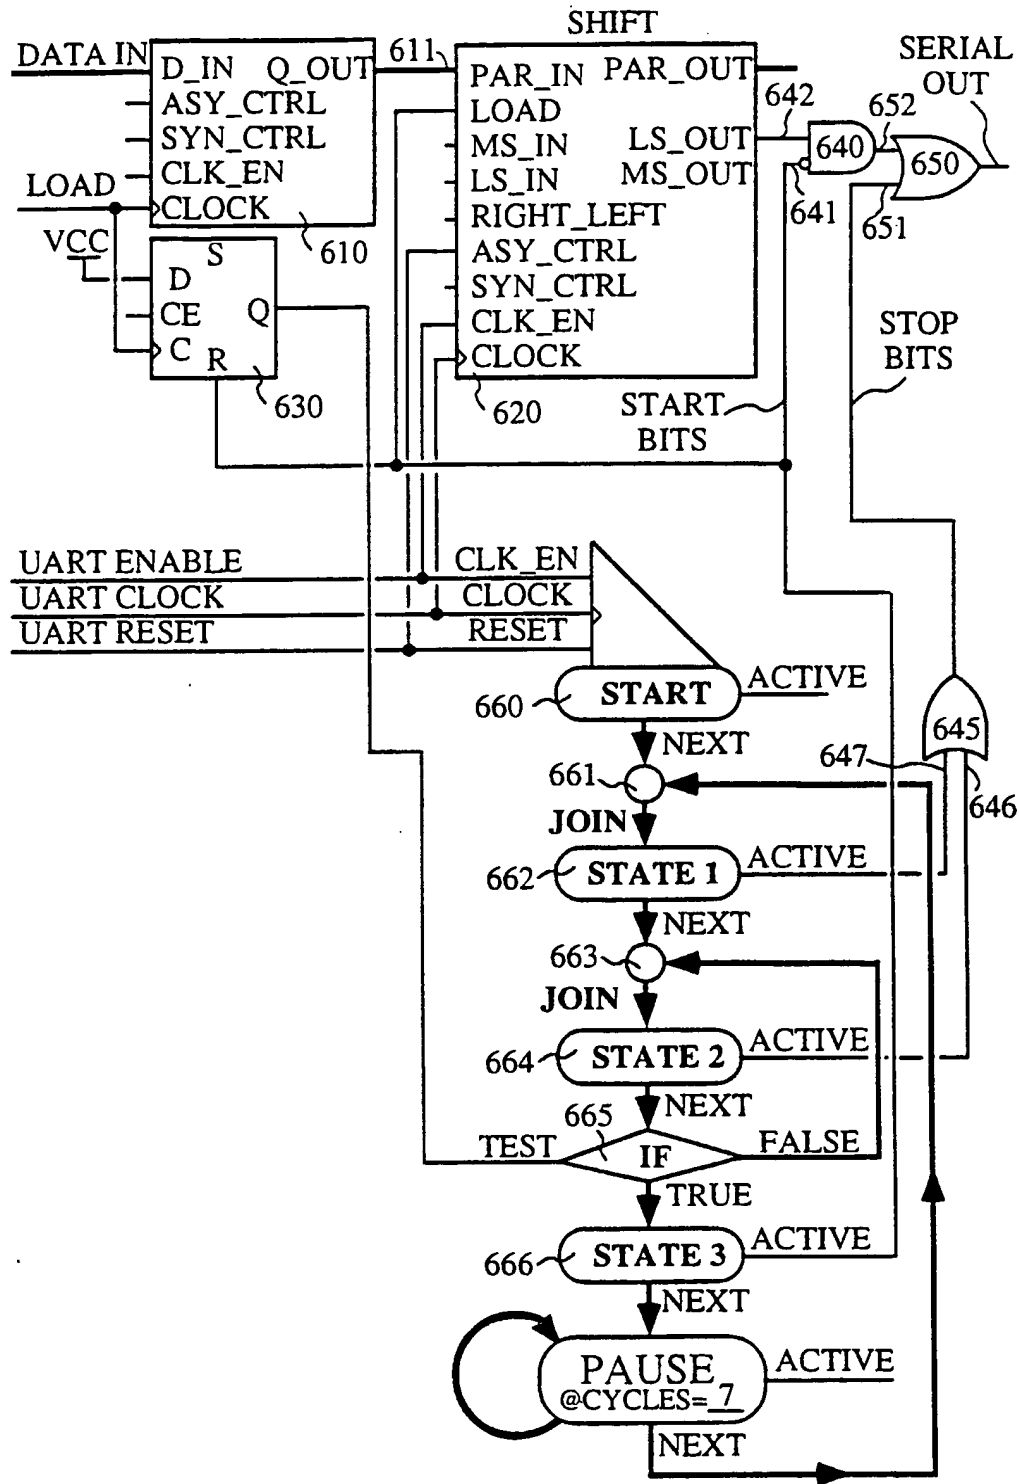 SHIFT
DATA IN
D_IN Q_OUT
ASY_CTRL
SYN_CTRL
CLK_EN
CLOCK
LOAD
610
611
PAR_IN PAR_OUT
LOAD
MS_IN LS_OUT
LS_IN MS_OUT
RIGHT_LEFT
ASY_CTRL
SYN_CTRL
CLK_EN
CLOCK
620
642
640
641
652
650
651
SERIAL
OUT
VCC
S
D
CE Q
C
R
630
START
BITS
STOP
BITS
UART ENABLE
UART CLOCK
UART RESET
CLK_EN
CLOCK
RESET
660
START
ACTIVE
NEXT
661
JOIN
645
647
646
662
STATE 1
ACTIVE
NEXT
663
JOIN
664
STATE 2
ACTIVE
NEXT
665
TEST
IF
FALSE
TRUE
666
STATE 3
ACTIVE
NEXT
PAUSE
@CYCLES= 7
ACTIVE
NEXT